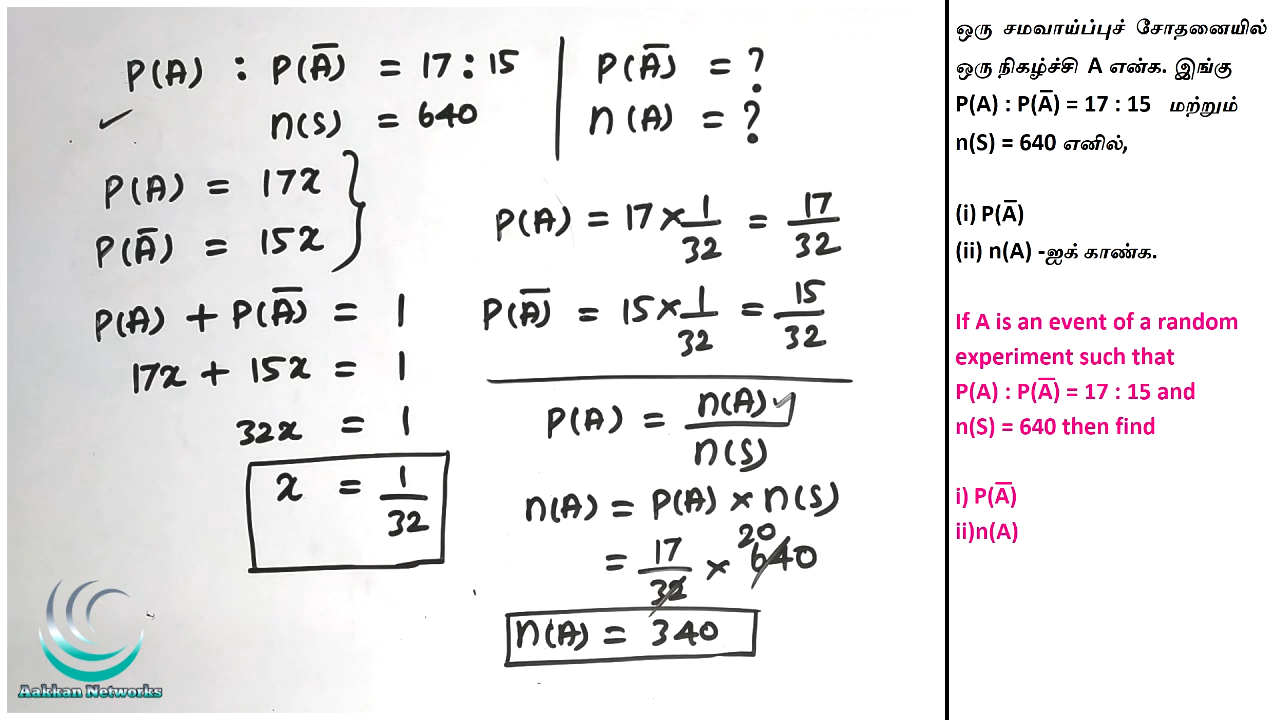 P(A) : P(A̅) = 17 : 15
n(S) = 640
P(A̅) = ?
n(A) = ?
P(A) = 17x
P(A̅) = 15x
P(A) + P(A̅) = 1
17x + 15x = 1
32x = 1
x = 1/32
P(A) = 17 × 1/32 = 17/32
P(A̅) = 15 × 1/32 = 15/32
P(A) = n(A)/n(S)
n(A) = P(A) × n(S)
20
= 17/32 × 640
n(A) = 340
Aakkan Networks
ஒரு சமவாய்ப்புச் சோதனையில்
ஒரு நிகழ்ச்சி A என்க. இங்கு
P(A) : P(A̅) = 17 : 15 மற்றும்
n(S) = 640 எனில்,
(i) P(A̅)
(ii) n(A) -ஐக் காண்க.
If A is an event of a random
experiment such that
P(A) : P(A̅) = 17 : 15 and
n(S) = 640 then find
i) P(A̅)
ii)n(A)